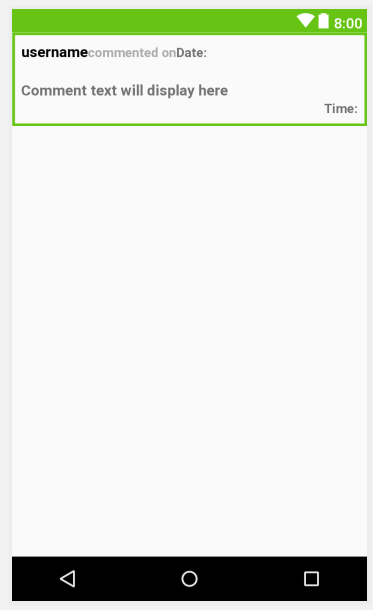 8:00
usernamecommented onDate:
Comment text will display here
Time: